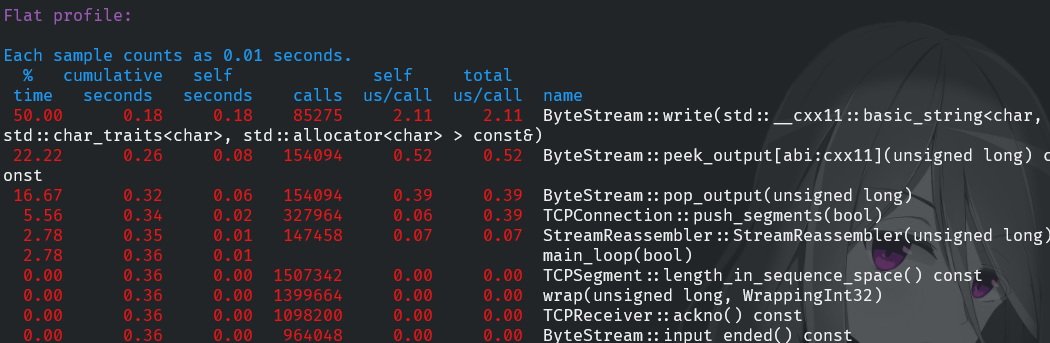 Flat profile:
Each sample counts as 0.01 seconds.
% cumulative self self total
time seconds seconds calls us/call us/call name
50.00 0.18 0.18 85275 2.11 2.11 ByteStream::write(std::__cxx11::basic_string<char,
std::char_traits<char>, std::allocator<char> > const&)
22.22 0.26 0.08 154094 0.52 0.52 ByteStream::peek_output[abi:cxx11](unsigned long) c
onst
16.67 0.32 0.06 154094 0.39 0.39 ByteStream::pop_output(unsigned long)
5.56 0.34 0.02 327964 0.06 0.39 TCPConnection::push_segments(bool)
2.78 0.35 0.01 147458 0.07 0.07 StreamReassembler::StreamReassembler(unsigned long)
2.78 0.36 0.01 main_loop(bool)
0.00 0.36 0.00 1507342 0.00 0.00 TCPSegment::length_in_sequence_space() const
0.00 0.36 0.00 1399664 0.00 0.00 wrap(unsigned long, WrappingInt32)
0.00 0.36 0.00 1098200 0.00 0.00 TCPReceiver::ackno() const
0.00 0.36 0.00 964048 0.00 0.00 ByteStream::input_ended() const